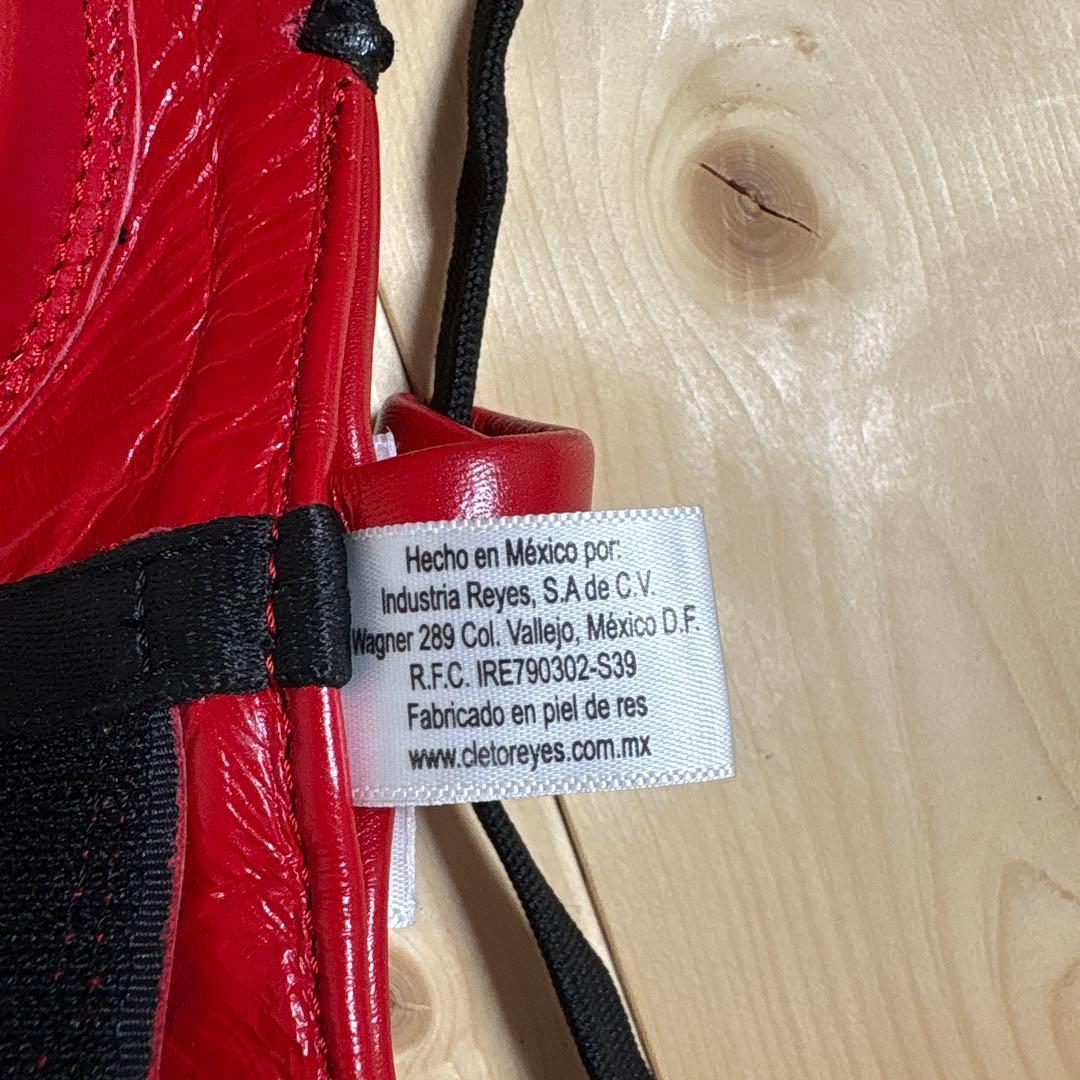 Hecho en México por:
Industria Reyes, S.A de C.V.
Wagner 289 Col. Vallejo, México D.F.
R.F.C. IRE790302-S39
Fabricado en piel de res
www.cletoreyes.com.mx